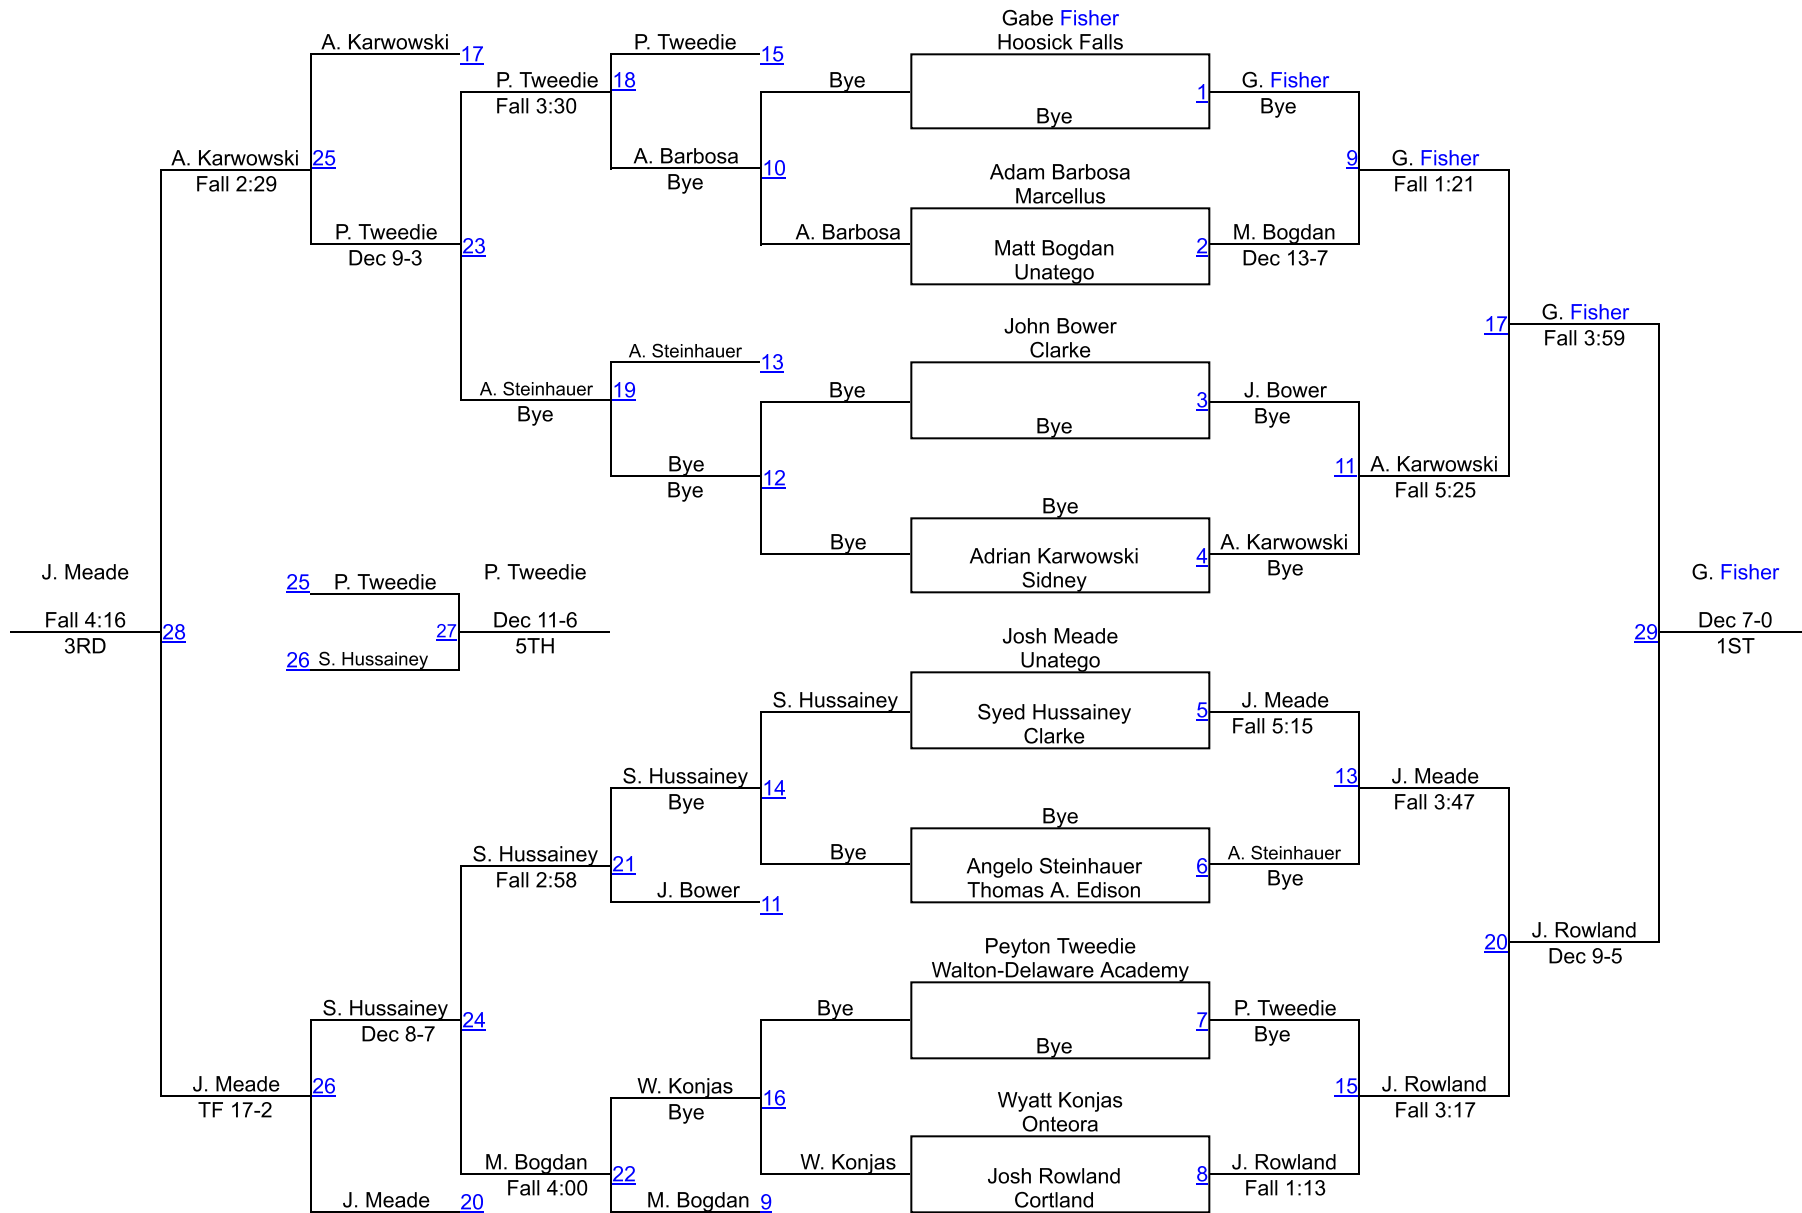 Gabe Fisher
Hoosick Falls
A. Karwowski
17
P. Tweedie
15
P. Tweedie
18
Fall 3:30
Bye
1
G. Fisher
Bye
Bye
A. Karwowski
25
Fall 2:29
A. Barbosa
10
Bye
Adam Barbosa
Marcellus
9
G. Fisher
Fall 1:21
P. Tweedie
23
Dec 9-3
A. Barbosa
Matt Bogdan
Unatego
2
M. Bogdan
Dec 13-7
John Bower
Clarke
17
G. Fisher
Fall 3:59
A. Steinhauer
13
A. Steinhauer
19
Bye
Bye
3
J. Bower
Bye
Bye
Bye
12
Bye
11
A. Karwowski
Fall 5:25
Bye
Bye
Adrian Karwowski
Sidney
4
A. Karwowski
Bye
J. Meade
Fall 4:16
28
3RD
25
P. Tweedie
P. Tweedie
27
Dec 11-6
5TH
26
S. Hussainey
G. Fisher
29
Dec 7-0
1ST
Josh Meade
Unatego
S. Hussainey
Syed Hussainey
Clarke
5
J. Meade
Fall 5:15
S. Hussainey
14
Bye
13
J. Meade
Fall 3:47
Bye
S. Hussainey
21
Fall 2:58
Bye
Angelo Steinhauer
Thomas A. Edison
6
A. Steinhauer
Bye
J. Bower
11
Peyton Tweedie
Walton-Delaware Academy
20
J. Rowland
Dec 9-5
S. Hussainey
24
Dec 8-7
Bye
7
P. Tweedie
Bye
Bye
J. Meade
26
TF 17-2
W. Konjas
16
Bye
Wyatt Konjas
Onteora
15
J. Rowland
Fall 3:17
M. Bogdan
22
Fall 4:00
W. Konjas
Josh Rowland
Cortland
8
J. Rowland
Fall 1:13
J. Meade
20
M. Bogdan
9